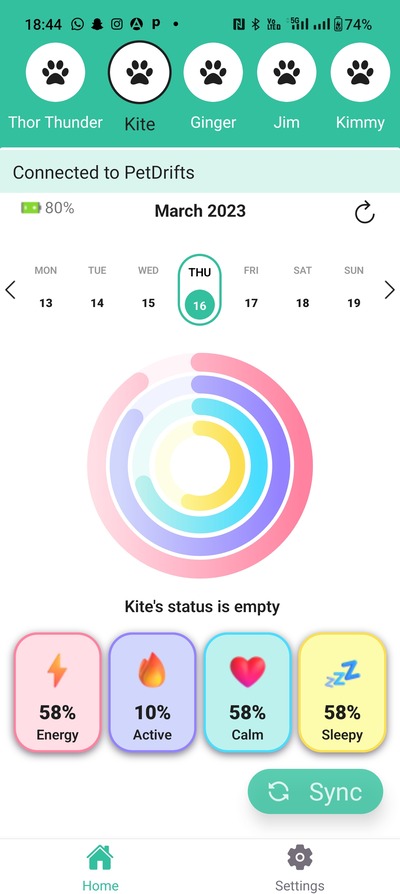 18:44 P 5G 74%
Thor Thunder Kite Ginger Jim Kimmy
Connected to PetDrifts
80% March 2023
MON TUE WED THU FRI SAT SUN
13 14 15 16 17 18 19
Kite's status is empty
58% 10% 58% 58%
Energy Active Calm Sleepy
Sync
Home Settings